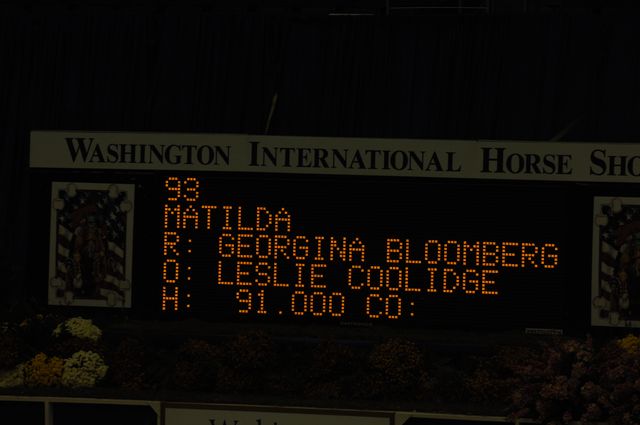 WASHINGTON INTERNATIONAL HORSE SHO
93
MATILDA
R: GEORGINA BLOOMBERG
O: LESLIE COOLIDGE
H: 91.000 CO: